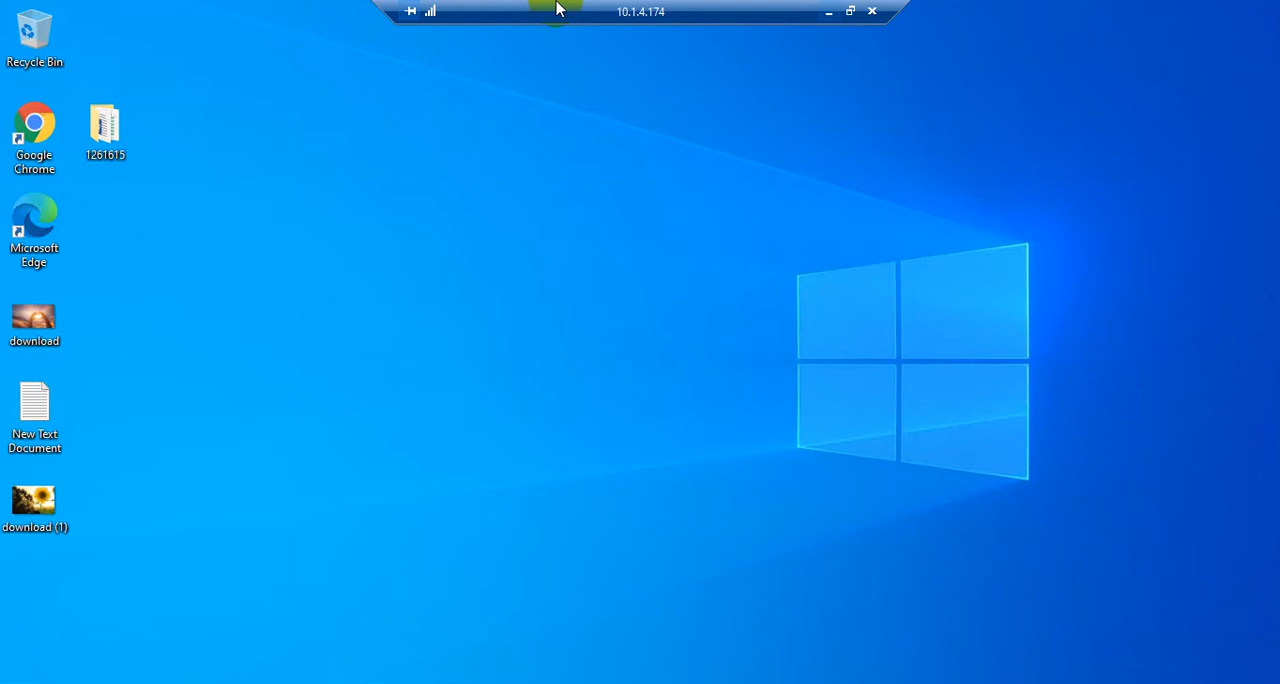 10.1.4.174
Recycle Bin
Google
Chrome
1261615
Microsoft
Edge
download
New Text
Document
download (1)